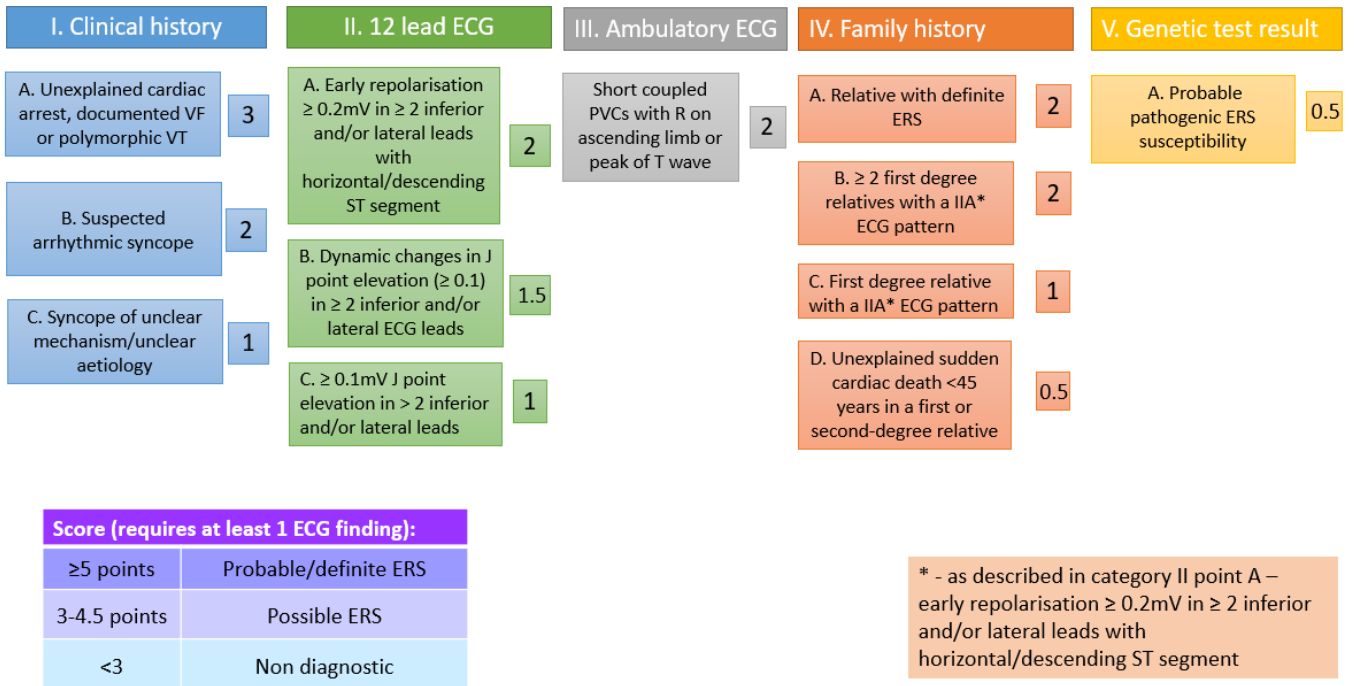 I. Clinical history
A. Unexplained cardiac
arrest, documented VF
or polymorphic VT
3
B. Suspected
arrhythmic syncope
2
C. Syncope of unclear
mechanism/unclear
aetiology
1
II. 12 lead ECG
A. Early repolarisation
≥ 0.2mV in ≥ 2 inferior
and/or lateral leads
with
horizontal/descending
ST segment
2
B. Dynamic changes in J
point elevation (≥ 0.1)
in ≥ 2 inferior and/or
lateral ECG leads
1.5
C. ≥ 0.1mV J point
elevation in > 2 inferior
and/or lateral leads
1
III. Ambulatory ECG
Short coupled
PVCs with R on
ascending limb or
peak of T wave
2
IV. Family history
A. Relative with definite
ERS
2
B. ≥ 2 first degree
relatives with a IIA*
ECG pattern
2
C. First degree relative
with a IIA* ECG pattern
1
D. Unexplained sudden
cardiac death <45
years in a first or
second-degree relative
0.5
V. Genetic test result
A. Probable
pathogenic ERS
susceptibility
0.5
Score (requires at least 1 ECG finding):
≥5 points Probable/definite ERS
3-4.5 points Possible ERS
<3 Non diagnostic
* - as described in category II point A –
early repolarisation ≥ 0.2mV in ≥ 2 inferior
and/or lateral leads with
horizontal/descending ST segment